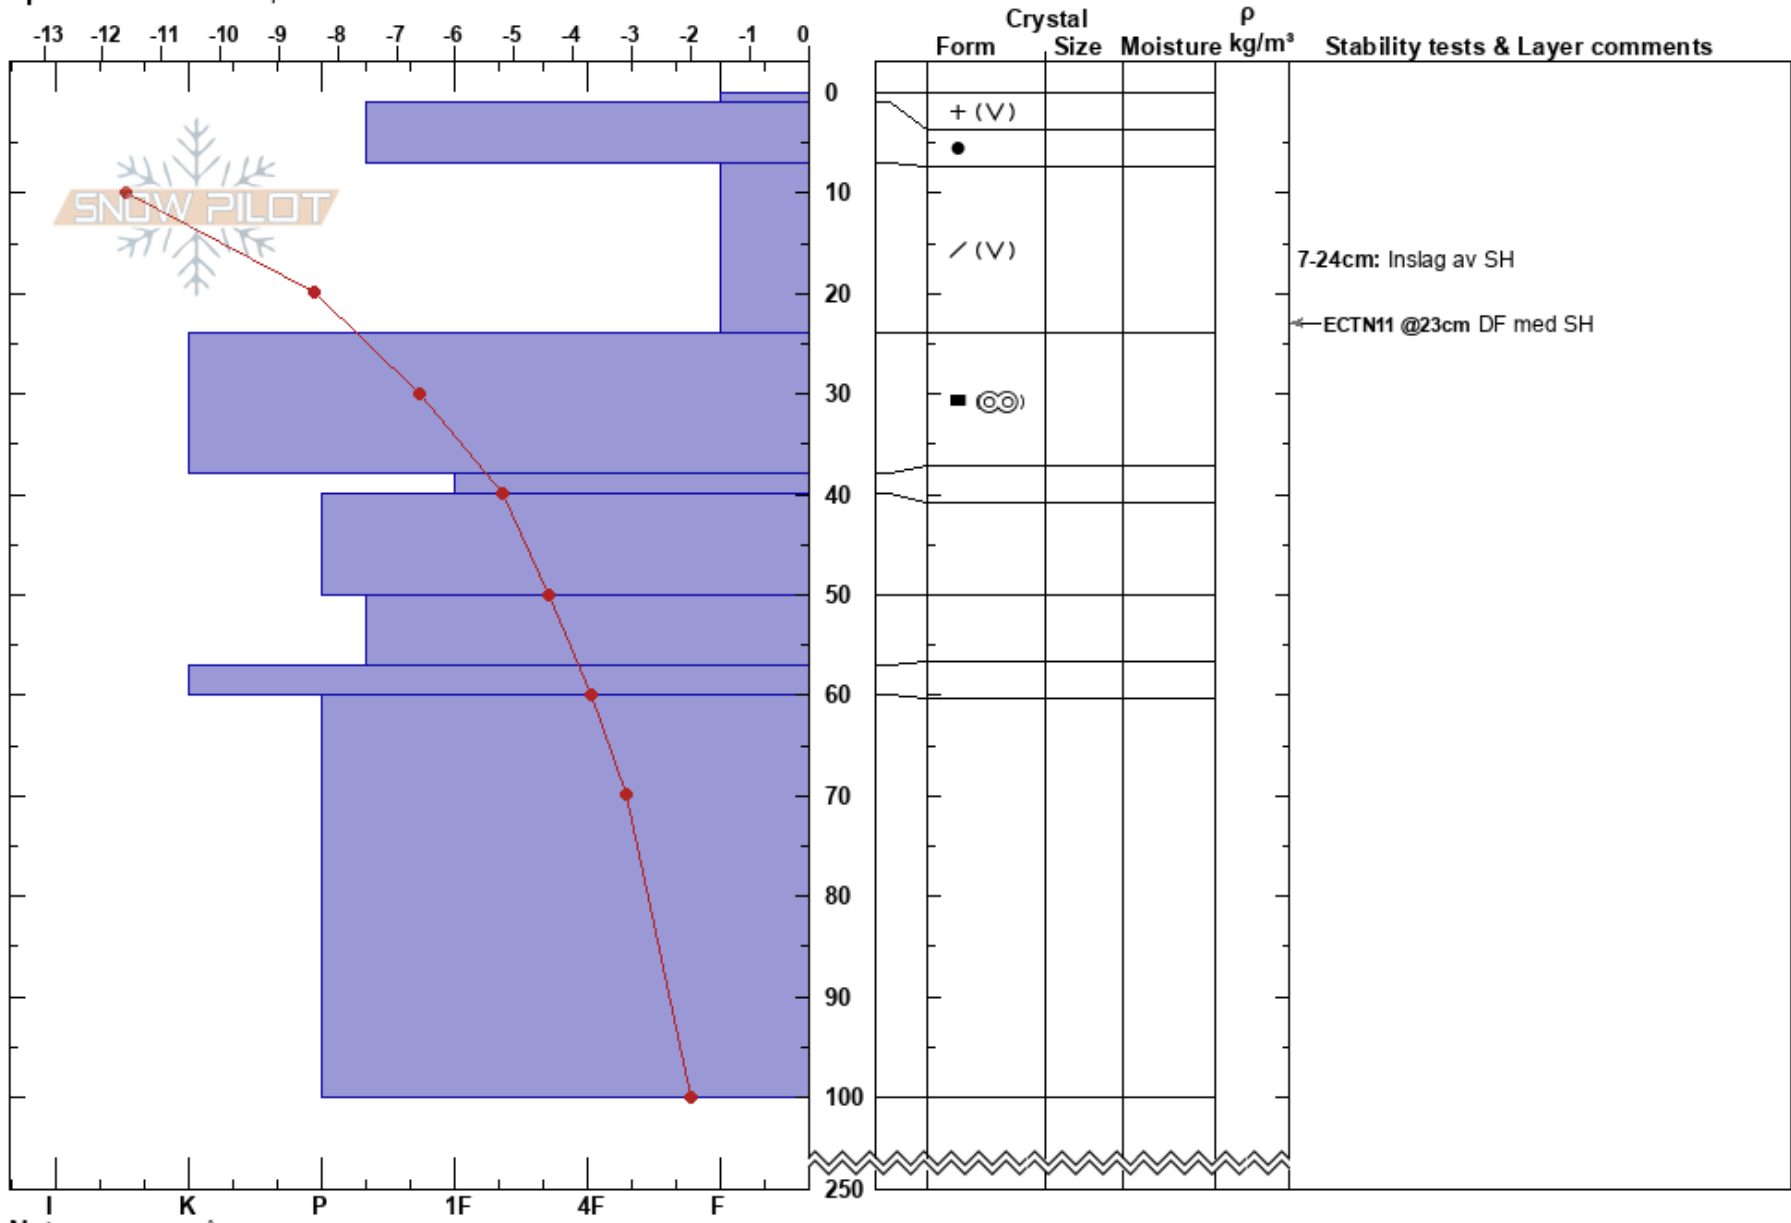 Crystal ρ
Form Size Moisture kg/m³ Stability tests & Layer comments
-13 -12 -11 -10 -9 -8 -7 -6 -5 -4 -3 -2 -1 0
0
+ (V)
SNOW PILOT
10
7-24cm: Inslag av SH
20
ECTN11 @23cm DF med SH
30
40
50
60
70
80
90
100
250
I K P 1F 4F F